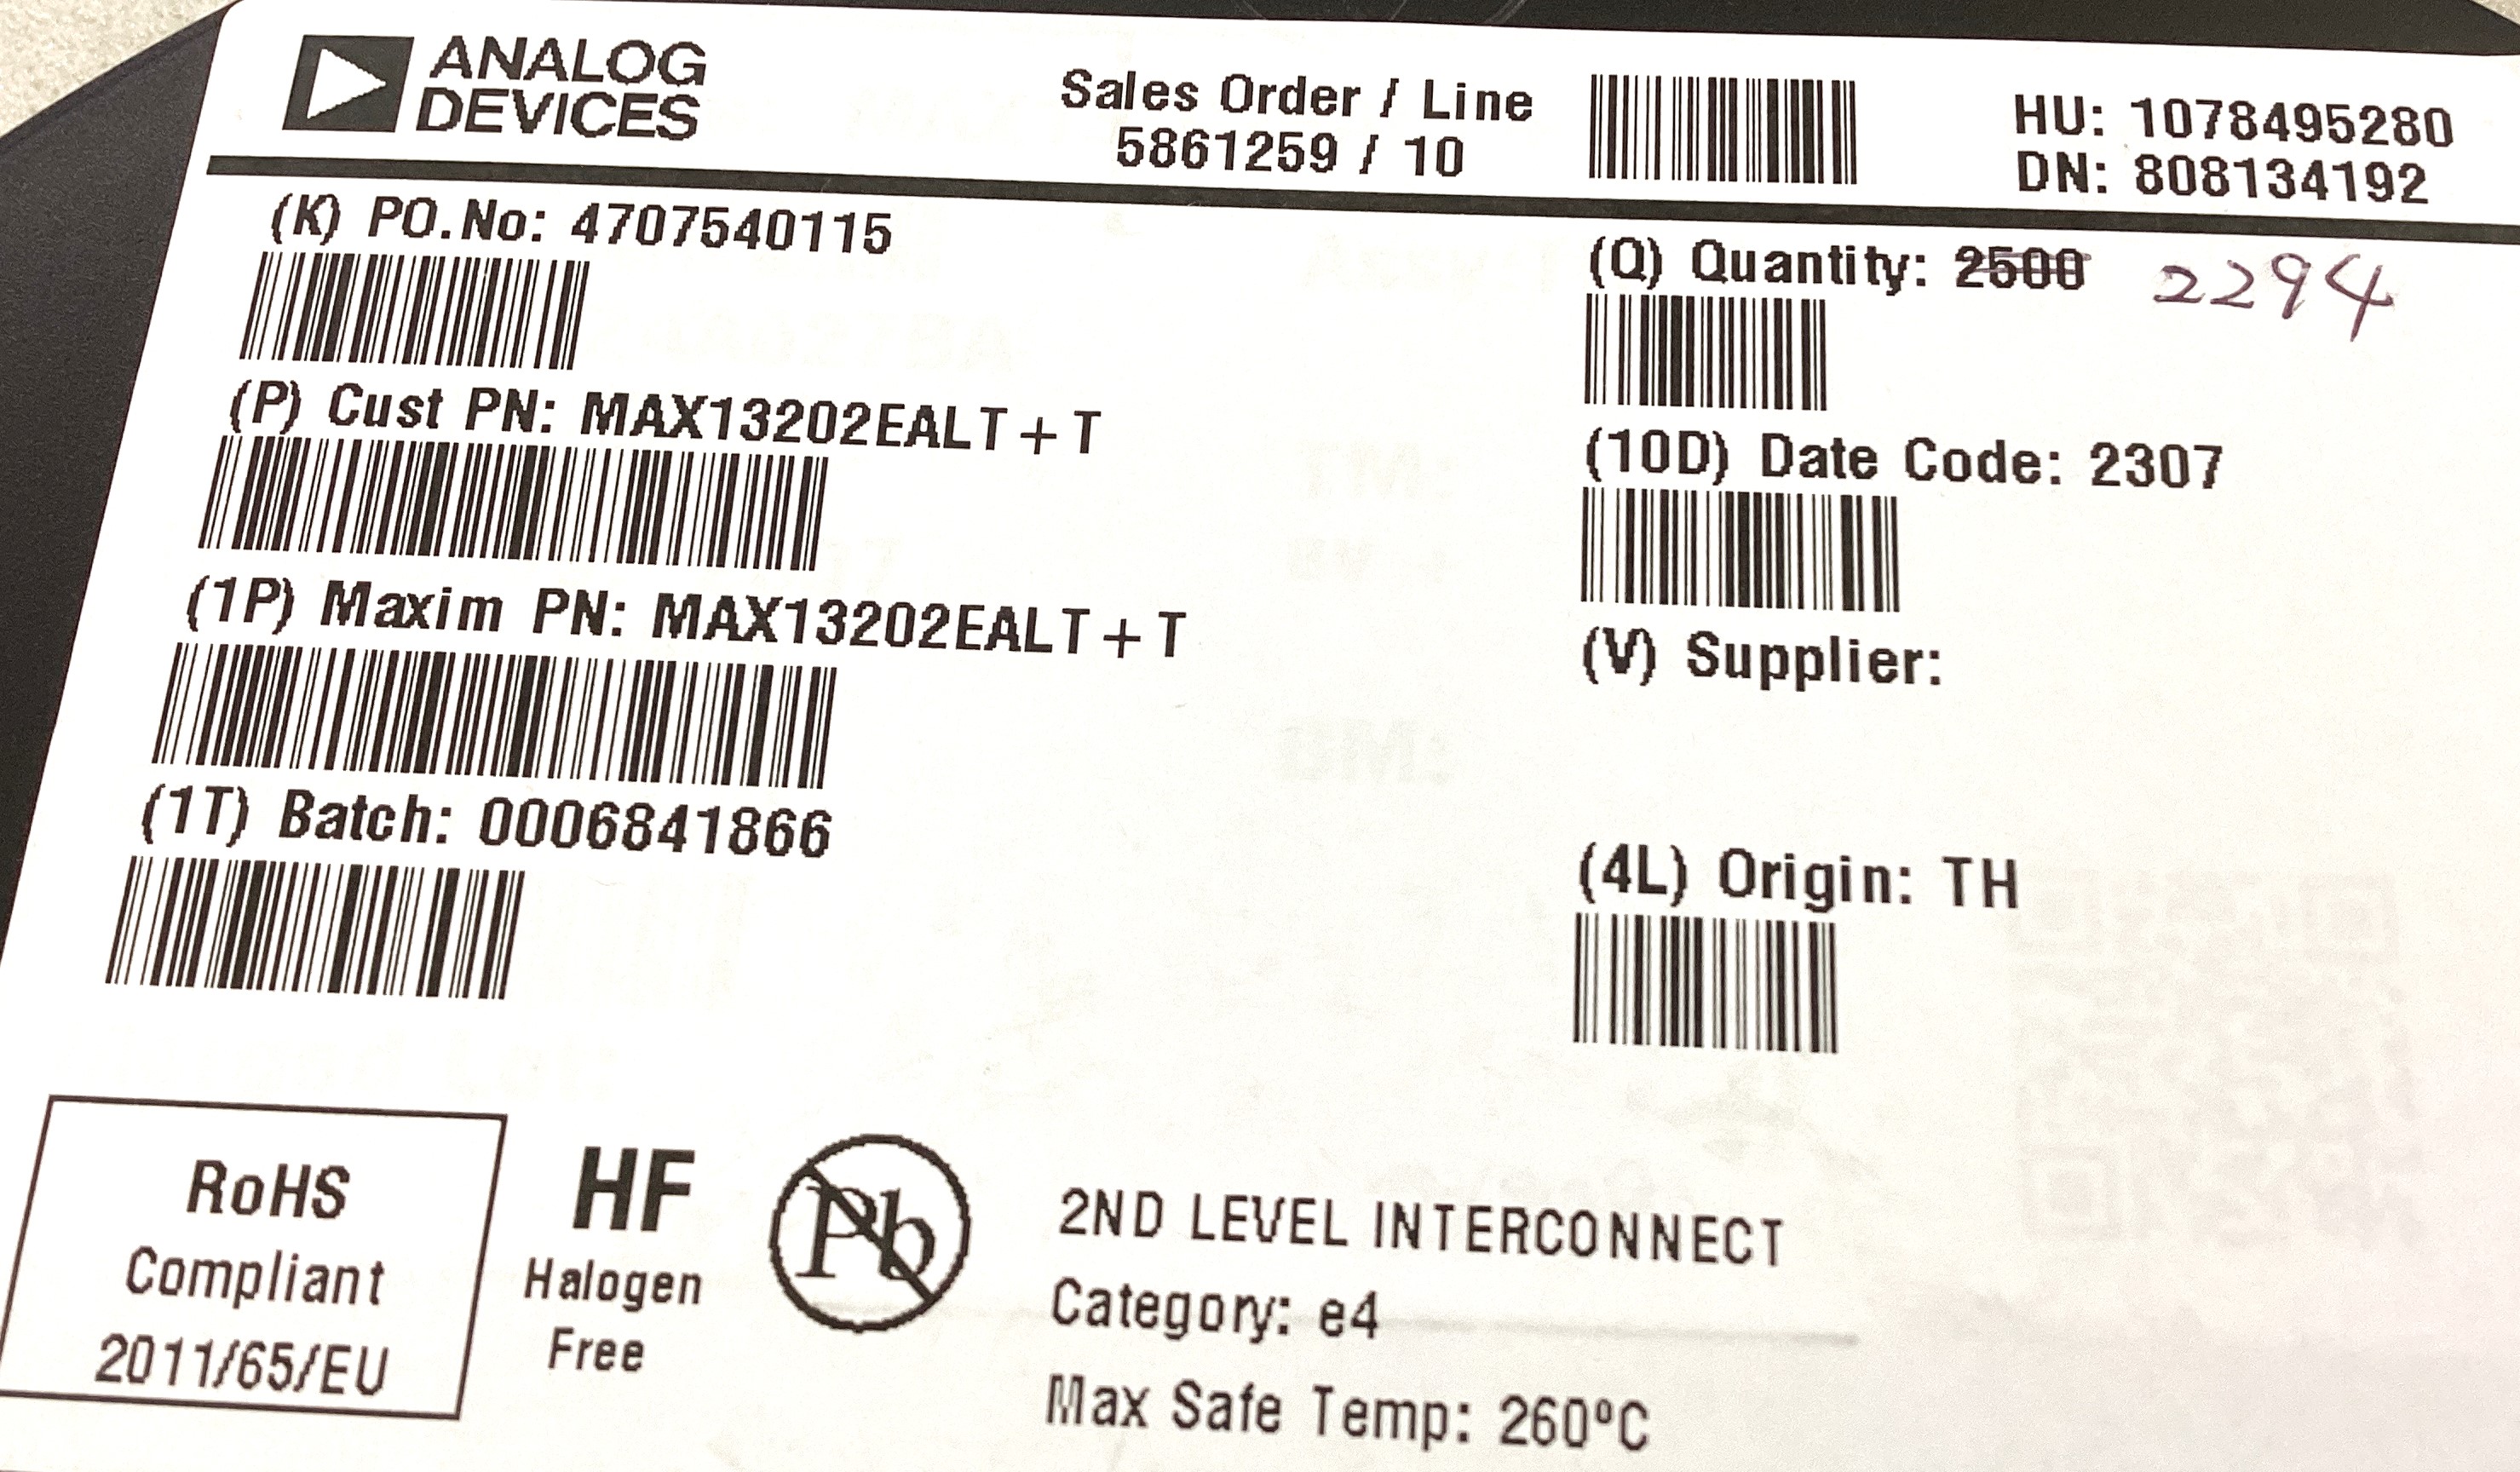 ANALOG
DEVICES
Sales Order / Line
5861259 / 10
HU: 1078495280
DN: 808134192
(K) PO.No: 4707540115
(Q) Quantity: 2500 2294
(P) Cust PN: MAX13202EALT+T
(10D) Date Code: 2307
(1P) Maxim PN: MAX13202EALT+T
(V) Supplier:
(1T) Batch: 0006841866
(4L) Origin: TH
RoHS
Compliant
2011/65/EU
HF
Halogen
Free
Pb
2ND LEVEL INTERCONNECT
Category: e4
Max Safe Temp: 260ºC